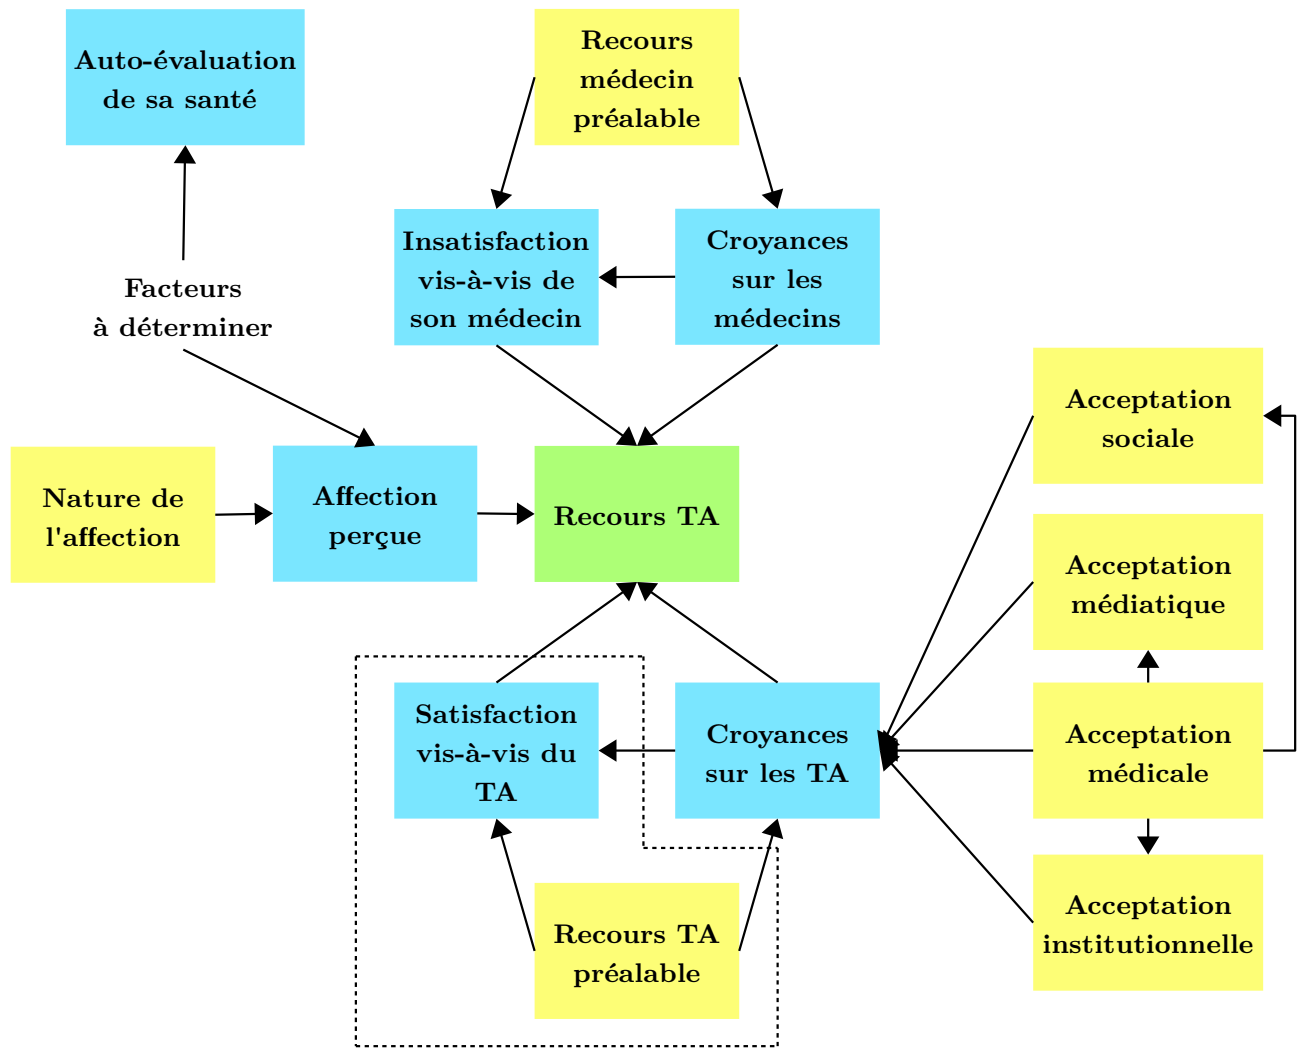 Auto-évaluation
de sa santé
Recours
médecin
préalable
Insatisfaction
vis-à-vis de
son médecin
Croyances
sur les
médecins
Facteurs
à déterminer
Nature de
l'affection
Affection
perçue
Recours TA
Acceptation
sociale
Acceptation
médiatique
Satisfaction
vis-à-vis du
TA
Croyances
sur les TA
Acceptation
médicale
Recours TA
préalable
Acceptation
institutionnelle